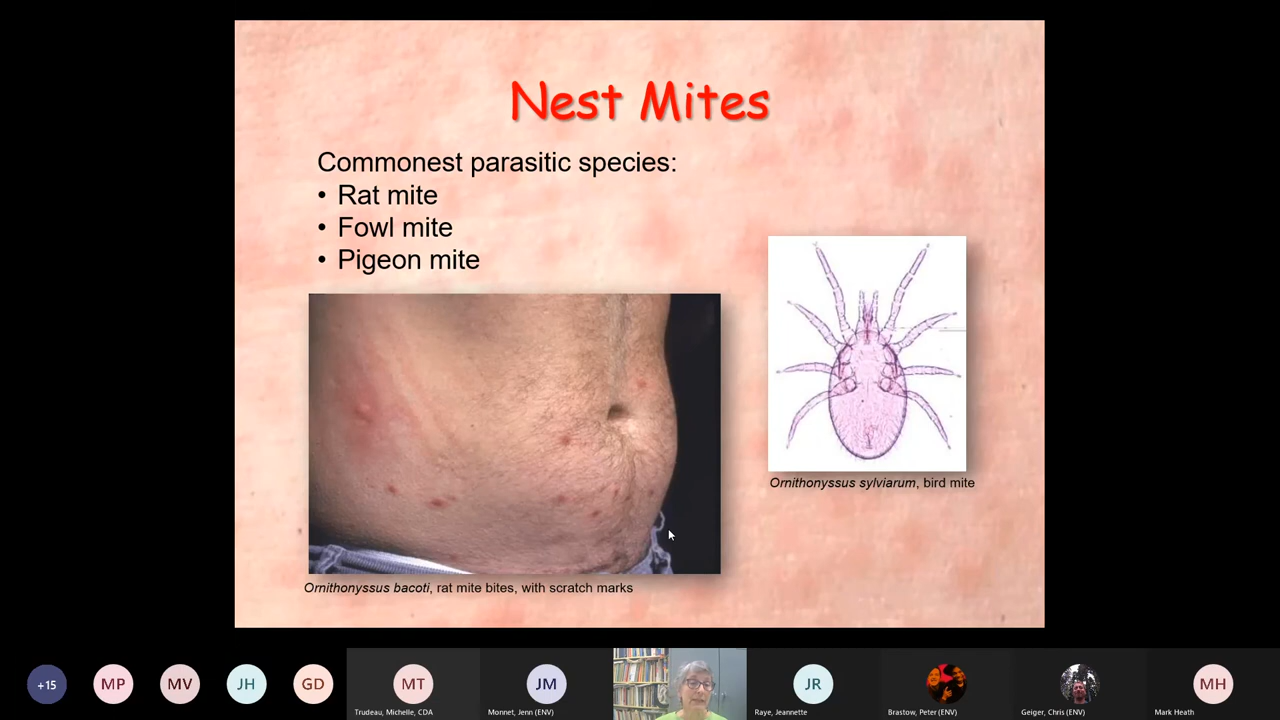 Nest Mites
Commonest parasitic species:
• Rat mite
• Fowl mite
• Pigeon mite
Ornithonyssus sylviarum, bird mite
Ornithonyssus bacoti, rat mite bites, with scratch marks
+15
MP
MV
JH
GD
MT
JM
JR
MH
Trudeau, Michelle, CDA
Monnet, Jenn (ENV)
Raye, Jeannette
Brastow, Peter (ENV)
Geiger, Chris (ENV)
Mark Heath